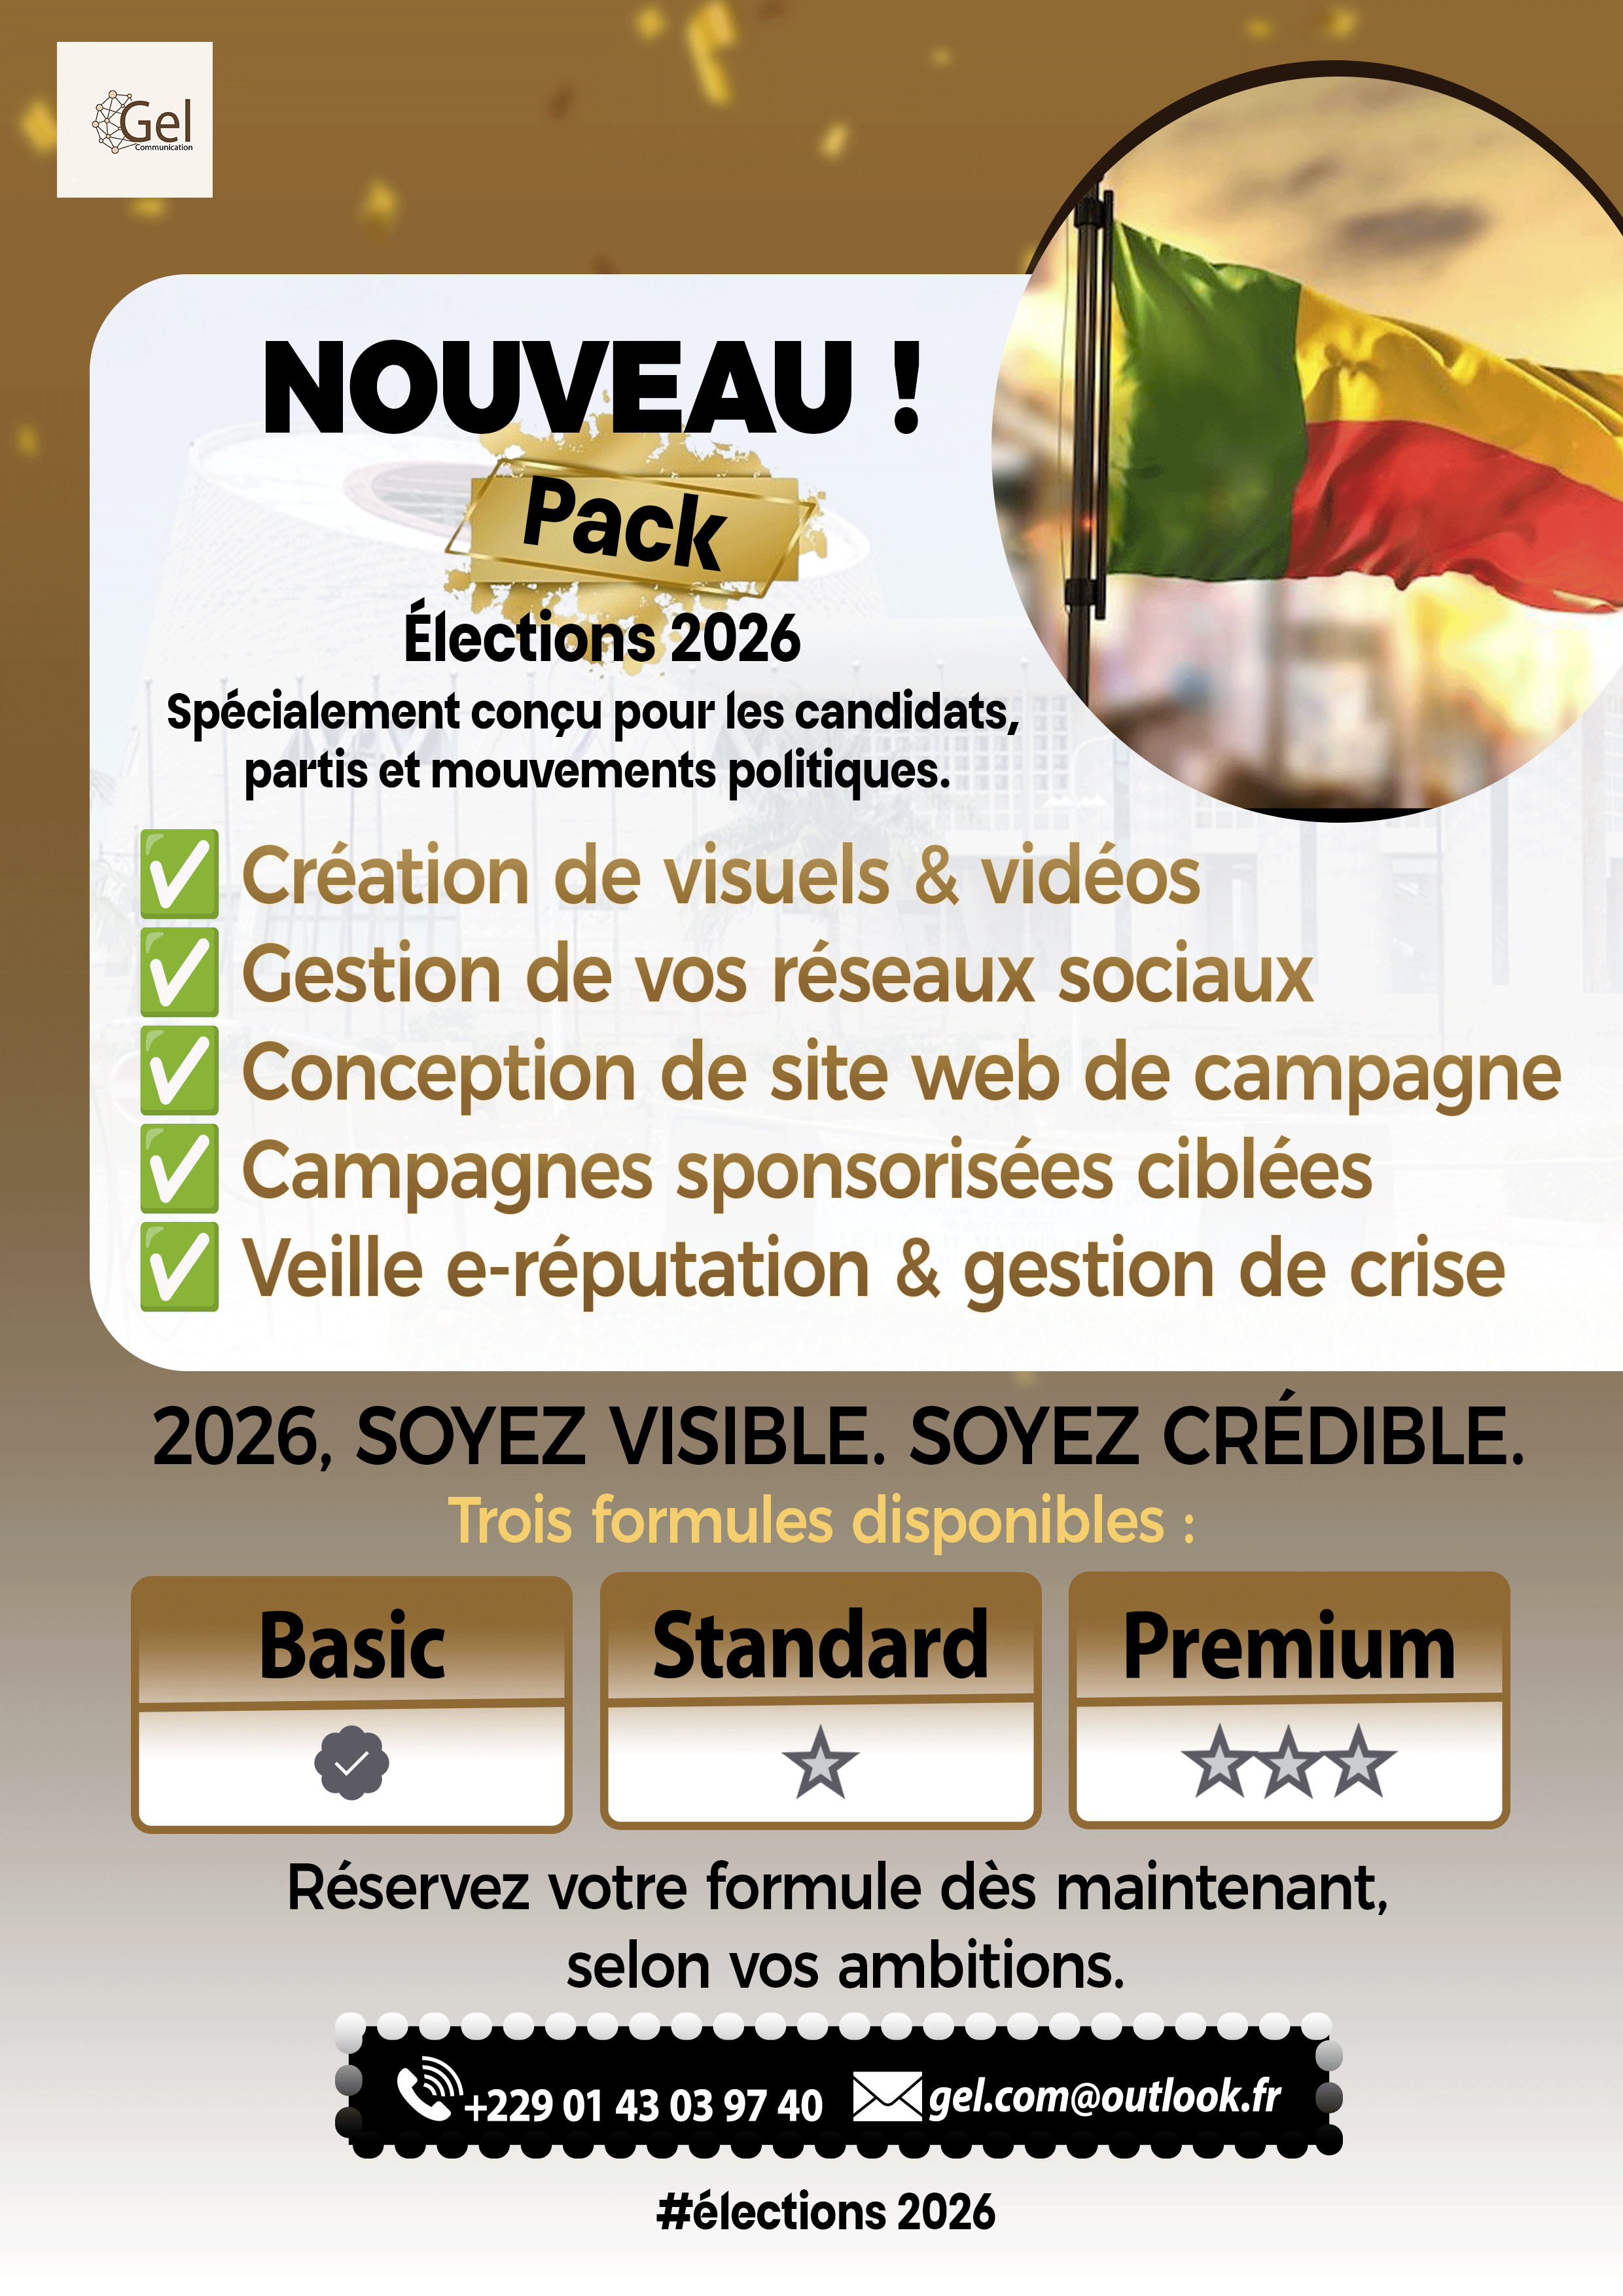 Gel
Communication
NOUVEAU !
Pack
Élections 2026
Spécialement conçu pour les candidats,
partis et mouvements politiques.
✅ Création de visuels & vidéos
✅ Gestion de vos réseaux sociaux
✅ Conception de site web de campagne
✅ Campagnes sponsorisées ciblées
✅ Veille e-réputation & gestion de crise
2026, SOYEZ VISIBLE. SOYEZ CRÉDIBLE.
Trois formules disponibles :
Basic
Standard
Premium
Réservez votre formule dès maintenant,
selon vos ambitions.
+229 01 43 03 97 40
gel.com@outlook.fr
#élections 2026